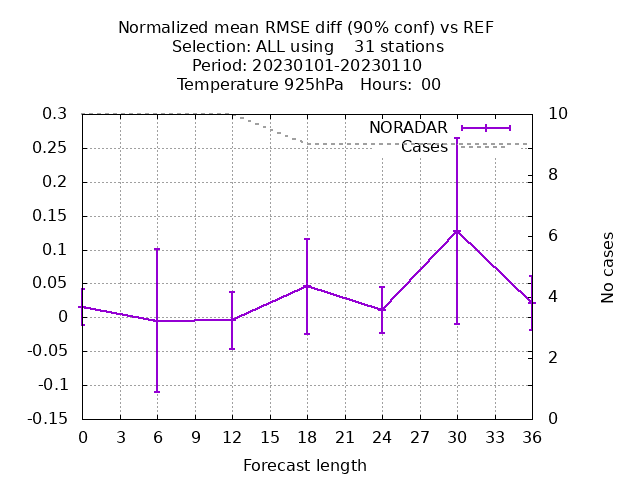 Normalized mean RMSE diff (90% conf) vs REF
Selection: ALL using    31 stations
Period: 20230101-20230110
Temperature 925hPa   Hours:  00
NORADAR
Cases
0.3
0.25
0.2
0.15
0.1
0.05
0
-0.05
-0.1
-0.15
10
8
6
4
2
0
No cases
0 3 6 9 12 15 18 21 24 27 30 33 36
Forecast length